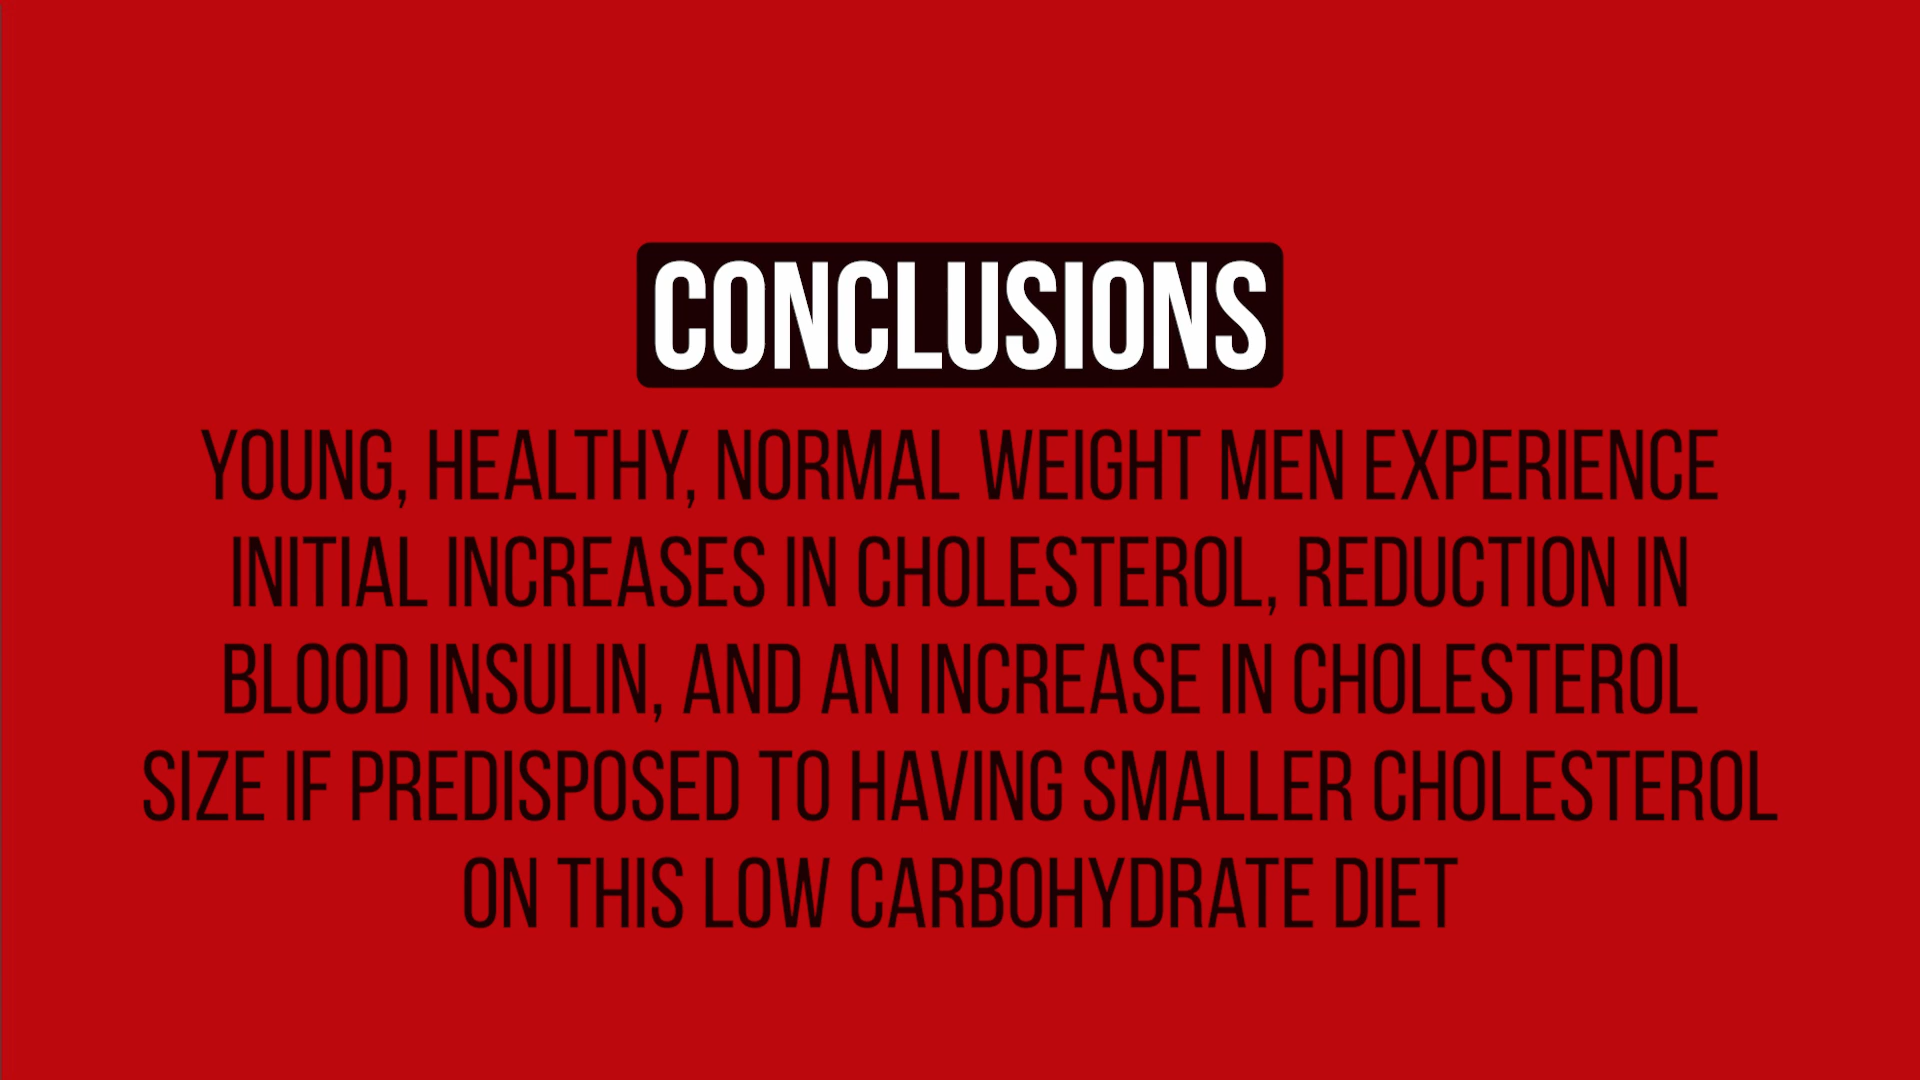 CONCLUSIONS
YOUNG, HEALTHY, NORMAL WEIGHT MEN EXPERIENCE
INITIAL INCREASES IN CHOLESTEROL, REDUCTION IN
BLOOD INSULIN, AND AN INCREASE IN CHOLESTEROL
SIZE IF PREDISPOSED TO HAVING SMALLER CHOLESTEROL
ON THIS LOW CARBOHYDRATE DIET